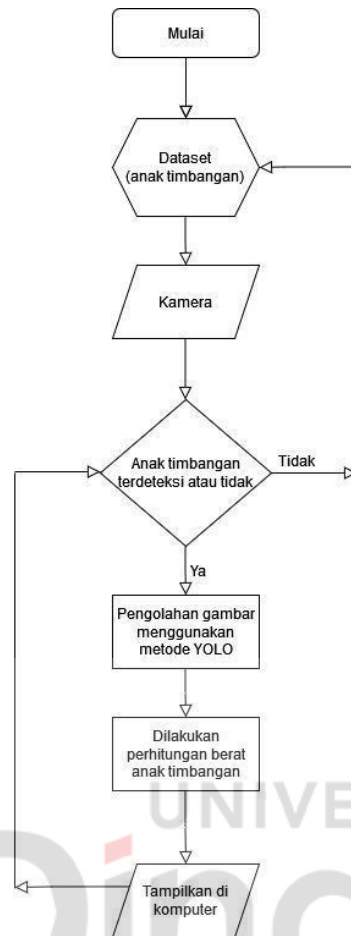 Mulai
Dataset
(anak timbangan)
Kamera
Anak timbangan
terdeteksi atau tidak
Tidak
Ya
Pengolahan gambar
menggunakan
metode YOLO
Dilakukan
perhitungan berat
anak timbangan
UNIVE
Dino
Tampilkan di
komputer